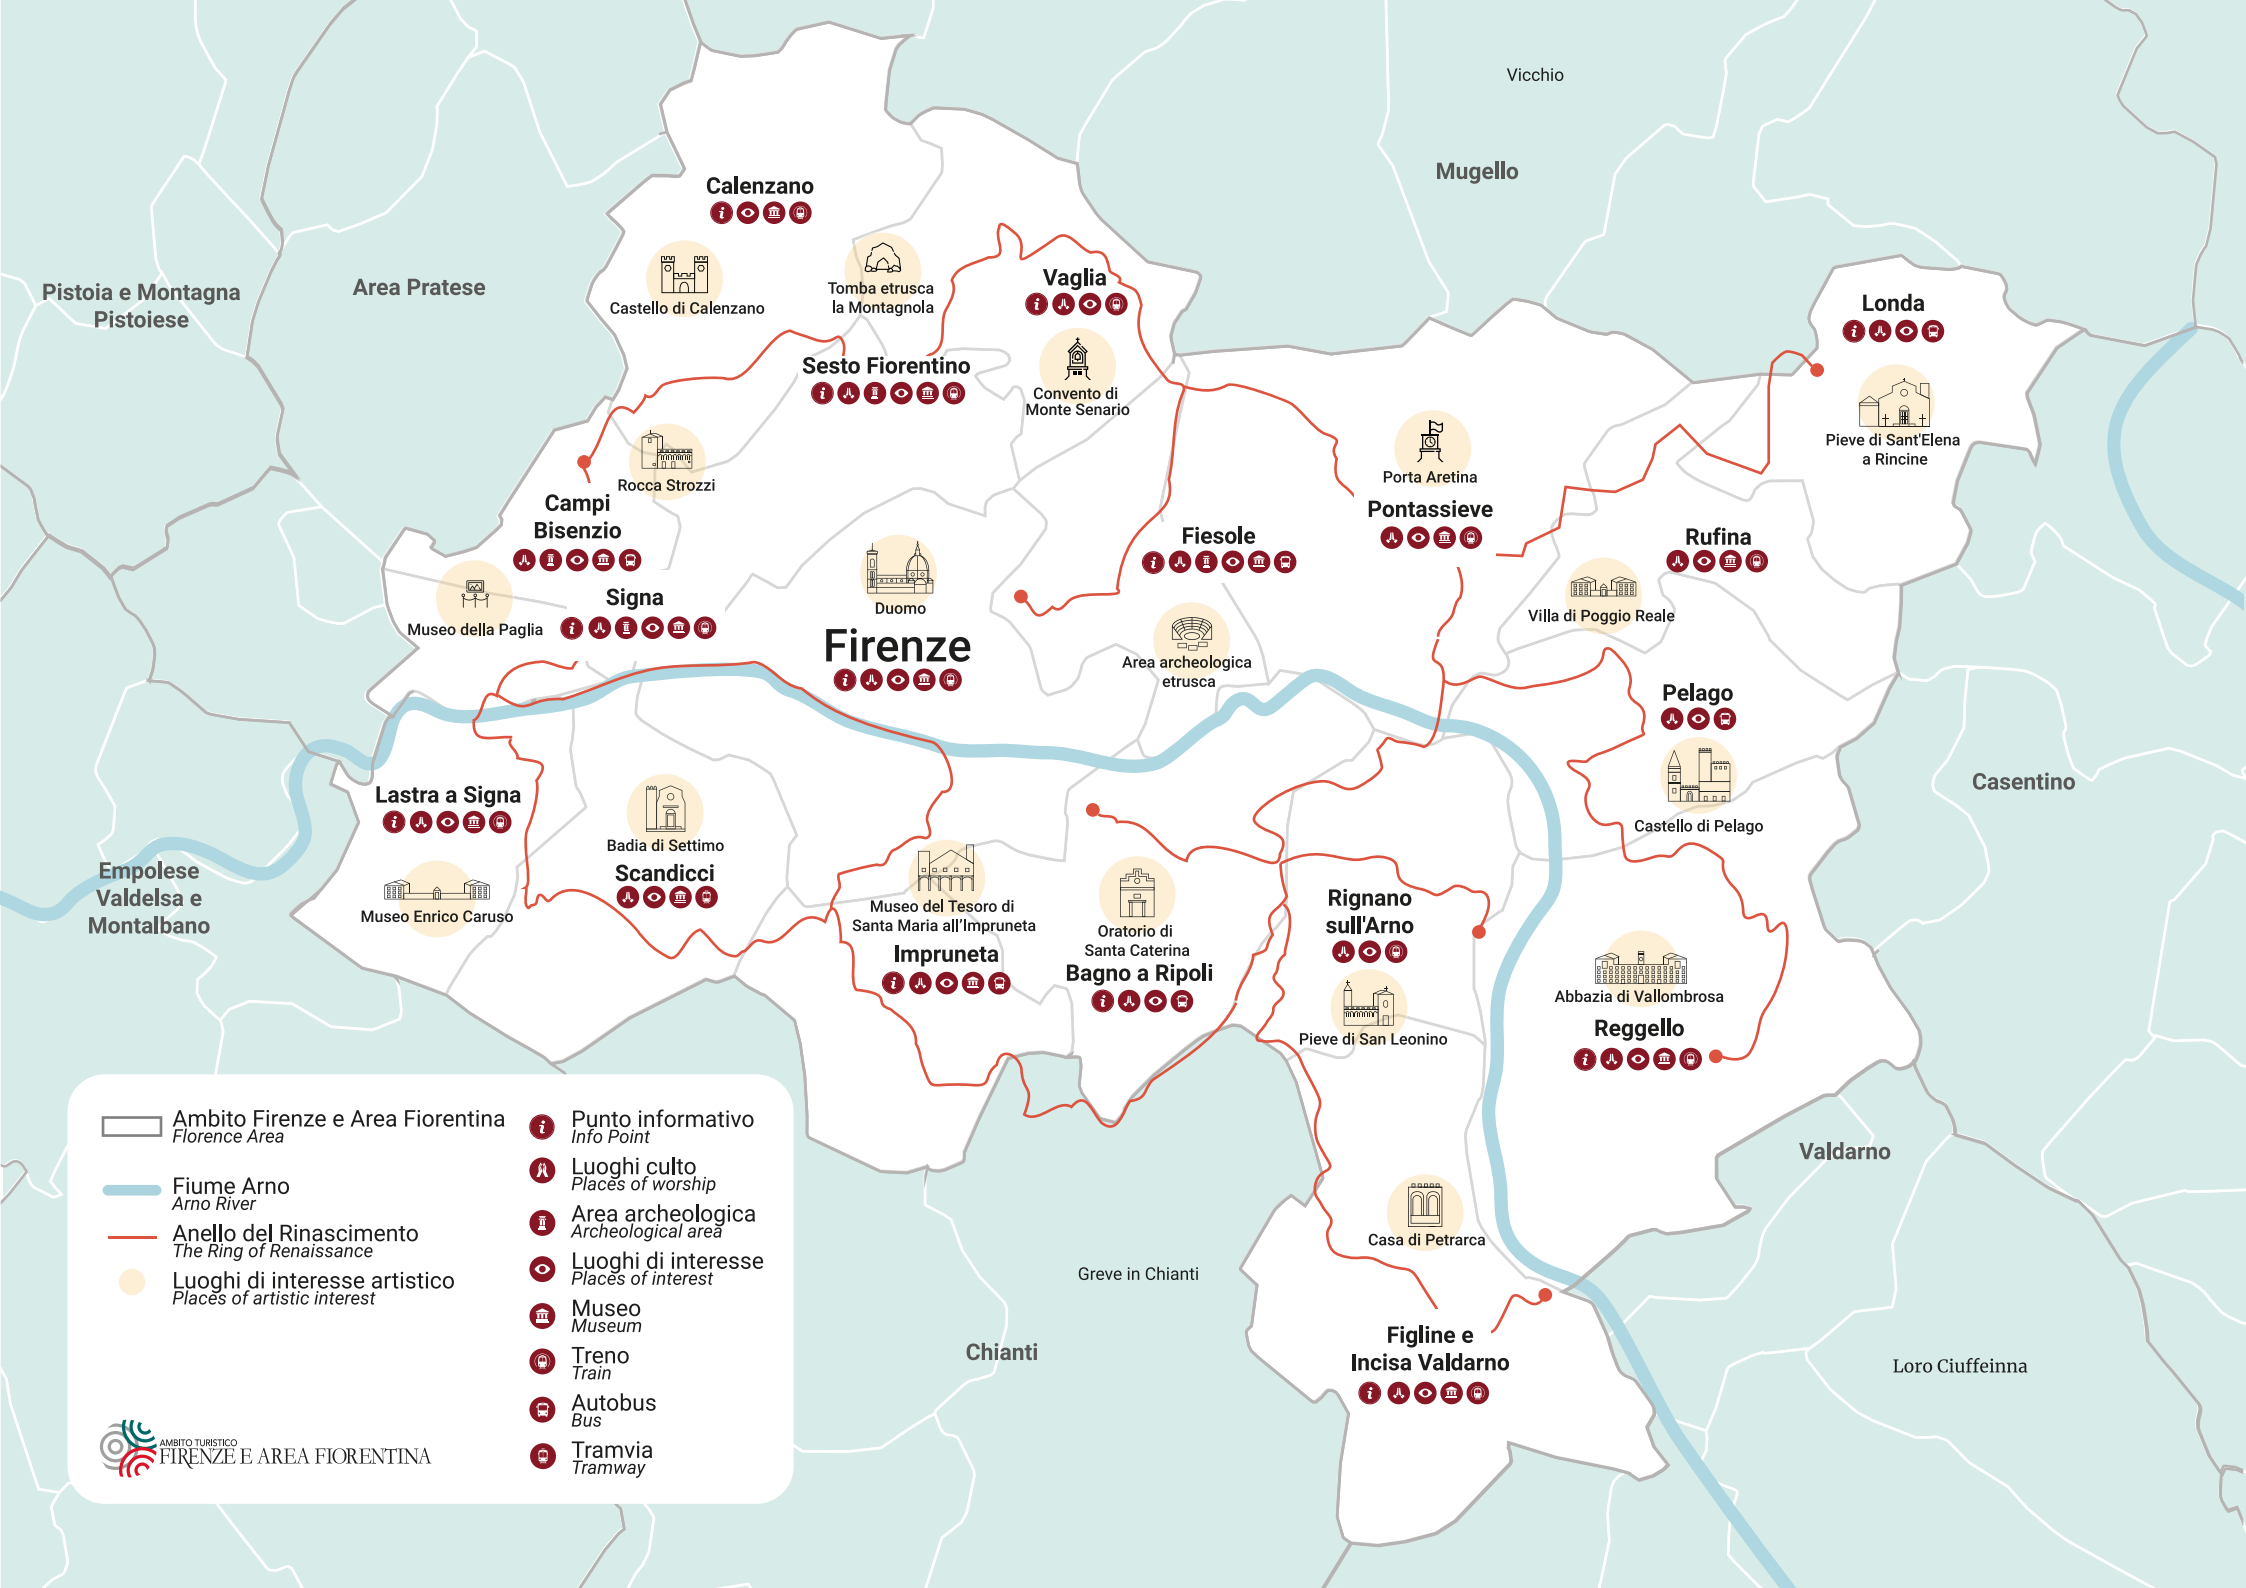 Vicchio
Mugello
Calenzano
Castello di Calenzano
Tomba etrusca
la Montagnola
Vaglia
Convento di
Monte Senario
Londa
Pieve di Sant'Elena
a Rincine
Pistoia e Montagna
Pistoiese
Area Pratese
Sesto Fiorentino
Rocca Strozzi
Campi
Bisenzio
Porta Aretina
Pontassieve
Fiesole
Area archeologica
etrusca
Rufina
Villa di Poggio Reale
Museo della Paglia
Signa
Duomo
Firenze
Pelago
Castello di Pelago
Casentino
Lastra a Signa
Museo Enrico Caruso
Badia di Settimo
Scandicci
Empolese
Valdelsa e
Montalbano
Museo del Tesoro di
Santa Maria all'Impruneta
Impruneta
Oratorio di
Santa Caterina
Bagno a Ripoli
Rignano
sull'Arno
Pieve di San Leonino
Abbazia di Vallombrosa
Reggello
Valdarno
Casa di Petrarca
Greve in Chianti
Chianti
Figline e
Incisa Valdarno
Loro Ciuffeinna
Ambito Firenze e Area Fiorentina
Florence Area
Fiume Arno
Arno River
Anello del Rinascimento
The Ring of Renaissance
Luoghi di interesse artistico
Places of artistic interest
Punto informativo
Info Point
Luoghi culto
Places of worship
Area archeologica
Archeological area
Luoghi di interesse
Places of interest
Museo
Museum
Treno
Train
Autobus
Bus
Tramvia
Tramway
AMBITO TURISTICO
FIRENZE E AREA FIORENTINA